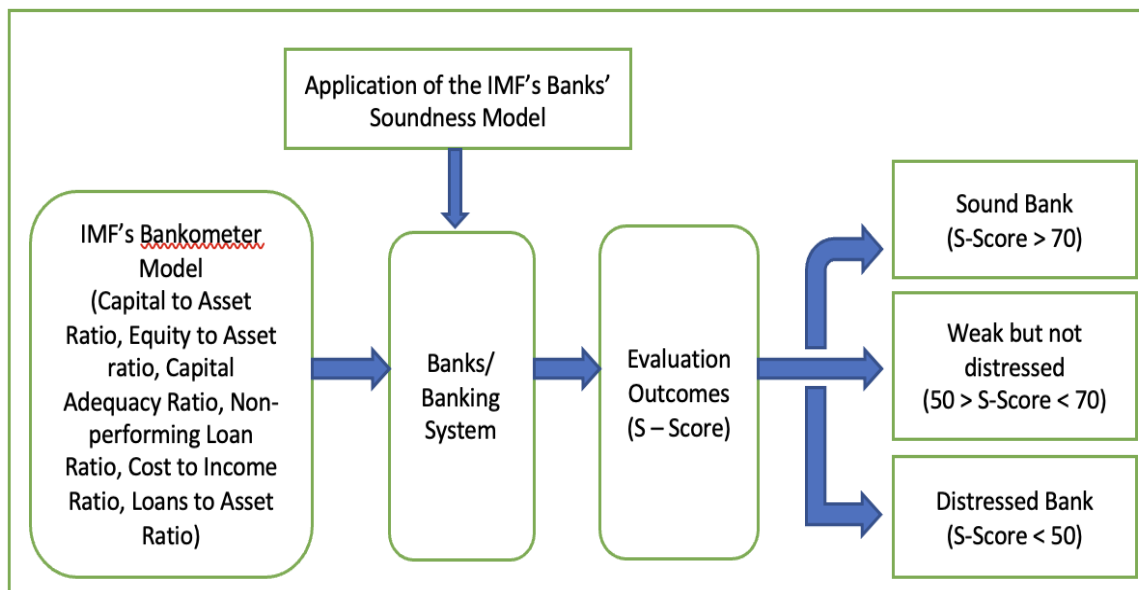 Application of the IMF's Banks'
Soundness Model
IMF's Bankometer
Model
(Capital to Asset
Ratio, Equity to Asset
ratio, Capital
Adequacy Ratio, Non-
performing Loan
Ratio, Cost to Income
Ratio, Loans to Asset
Ratio)
Banks/
Banking
System
Evaluation
Outcomes
(S – Score)
Sound Bank
(S-Score > 70)
Weak but not
distressed
(50 > S-Score < 70)
Distressed Bank
(S-Score < 50)